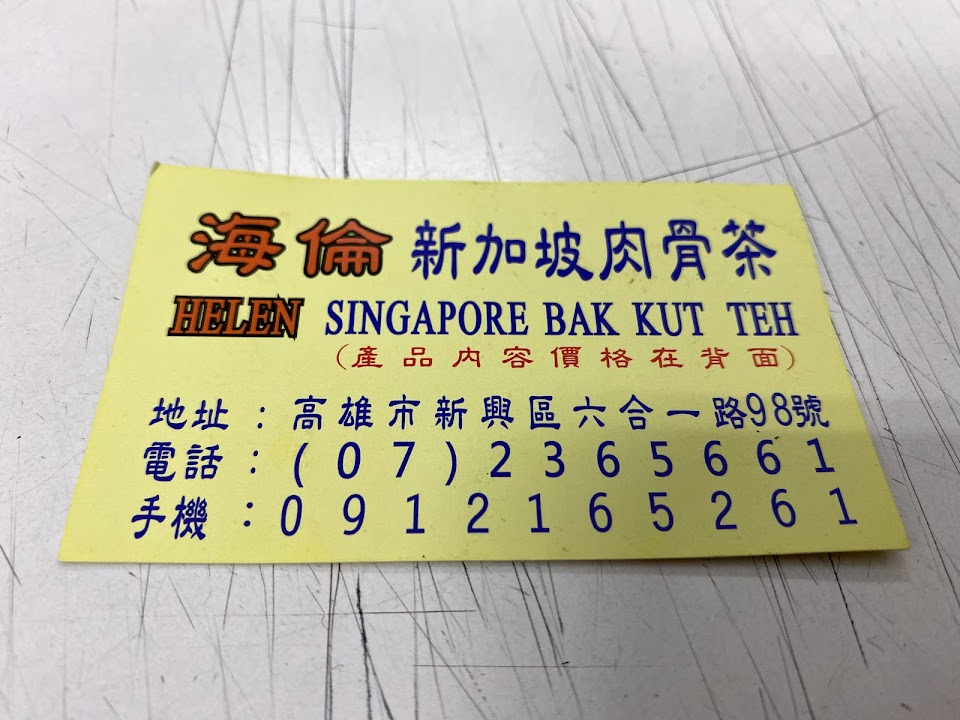 海倫 新加坡肉骨茶
HELEN SINGAPORE BAK KUT TEH
(產品內容價格在背面)
地址：高雄市新興區六合一路98號
電話：(07)2365661
手機：0912165261